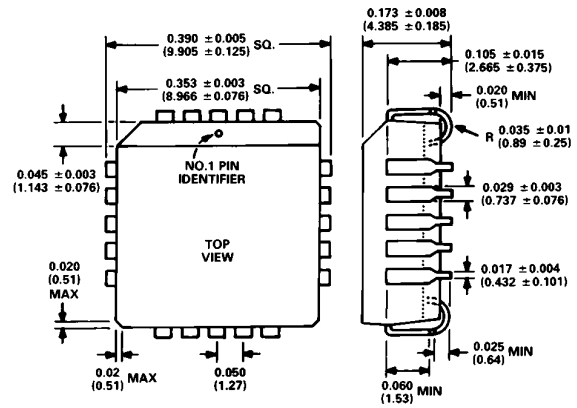 0.390 ±0.005
(9.905 ±0.125) SQ.
0.353 ±0.003
(8.966 ±0.076) SQ.
0.173 ±0.008
(4.385 ±0.185)
0.105 ±0.015
(2.665 ±0.375)
0.020
(0.51) MIN
R 0.035 ±0.01
(0.89 ±0.25)
0.045 ±0.003
(1.143 ±0.076)
NO.1 PIN
IDENTIFIER
0.029 ±0.003
(0.737 ±0.076)
TOP
VIEW
0.020
(0.51)
MAX
0.017 ±0.004
(0.432 ±0.101)
0.02
(0.51) MAX
0.050
(1.27)
0.025
(0.64) MIN
0.060
(1.53) MIN